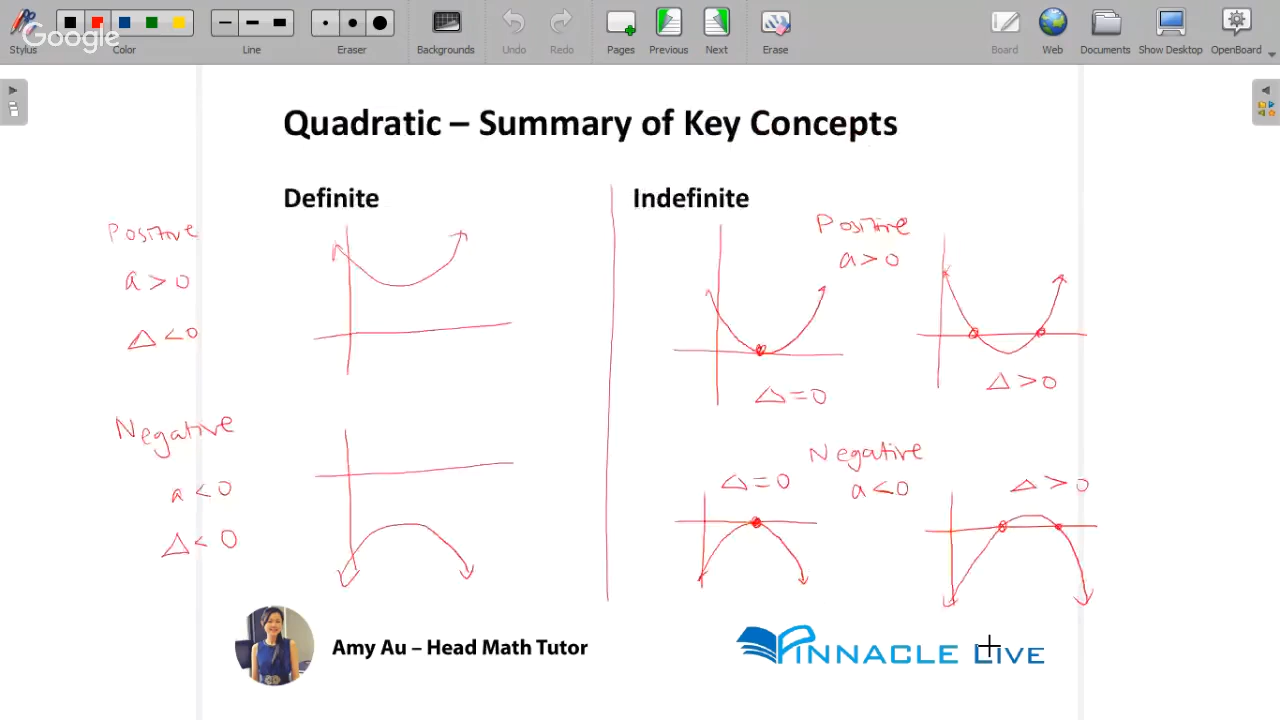 Stylus
Google
Color
Line
Eraser
Backgrounds
Undo
Redo
Pages
Previous
Next
Erase
Board
Web
Documents
Show Desktop
OpenBoard
Quadratic – Summary of Key Concepts
Definite
Positive
a > 0
Δ < 0
Negative
a < 0
Δ < 0
Indefinite
Positive
a > 0
Δ = 0
Δ > 0
Negative
a < 0
Δ = 0
Δ > 0
Amy Au – Head Math Tutor
PINNACLE LIVE